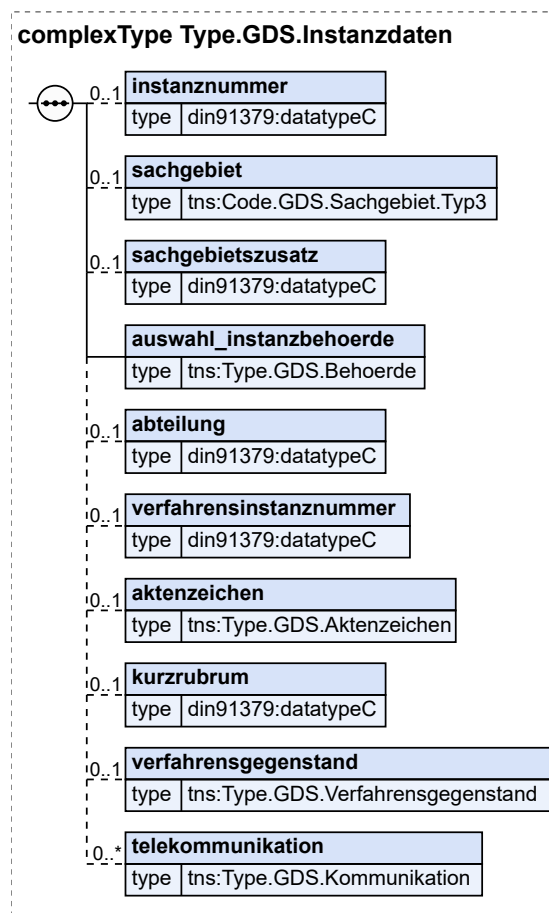 complexType Type.GDS.Instanzdaten
0..1 instanznummer
type din91379:datatypeC
0..1 sachgebiet
type tns:Code.GDS.Sachgebiet.Typ3
0..1 sachgebietszusatz
type din91379:datatypeC
auswahl_instanzbehoerde
type tns:Type.GDS.Behoerde
0..1 abteilung
type din91379:datatypeC
0..1 verfahrensinstanznummer
type din91379:datatypeC
0..1 aktenzeichen
type tns:Type.GDS.Aktenzeichen
0..1 kurzrubrum
type din91379:datatypeC
0..1 verfahrensgegenstand
type tns:Type.GDS.Verfahrensgegenstand
0..* telekommunikation
type tns:Type.GDS.Kommunikation